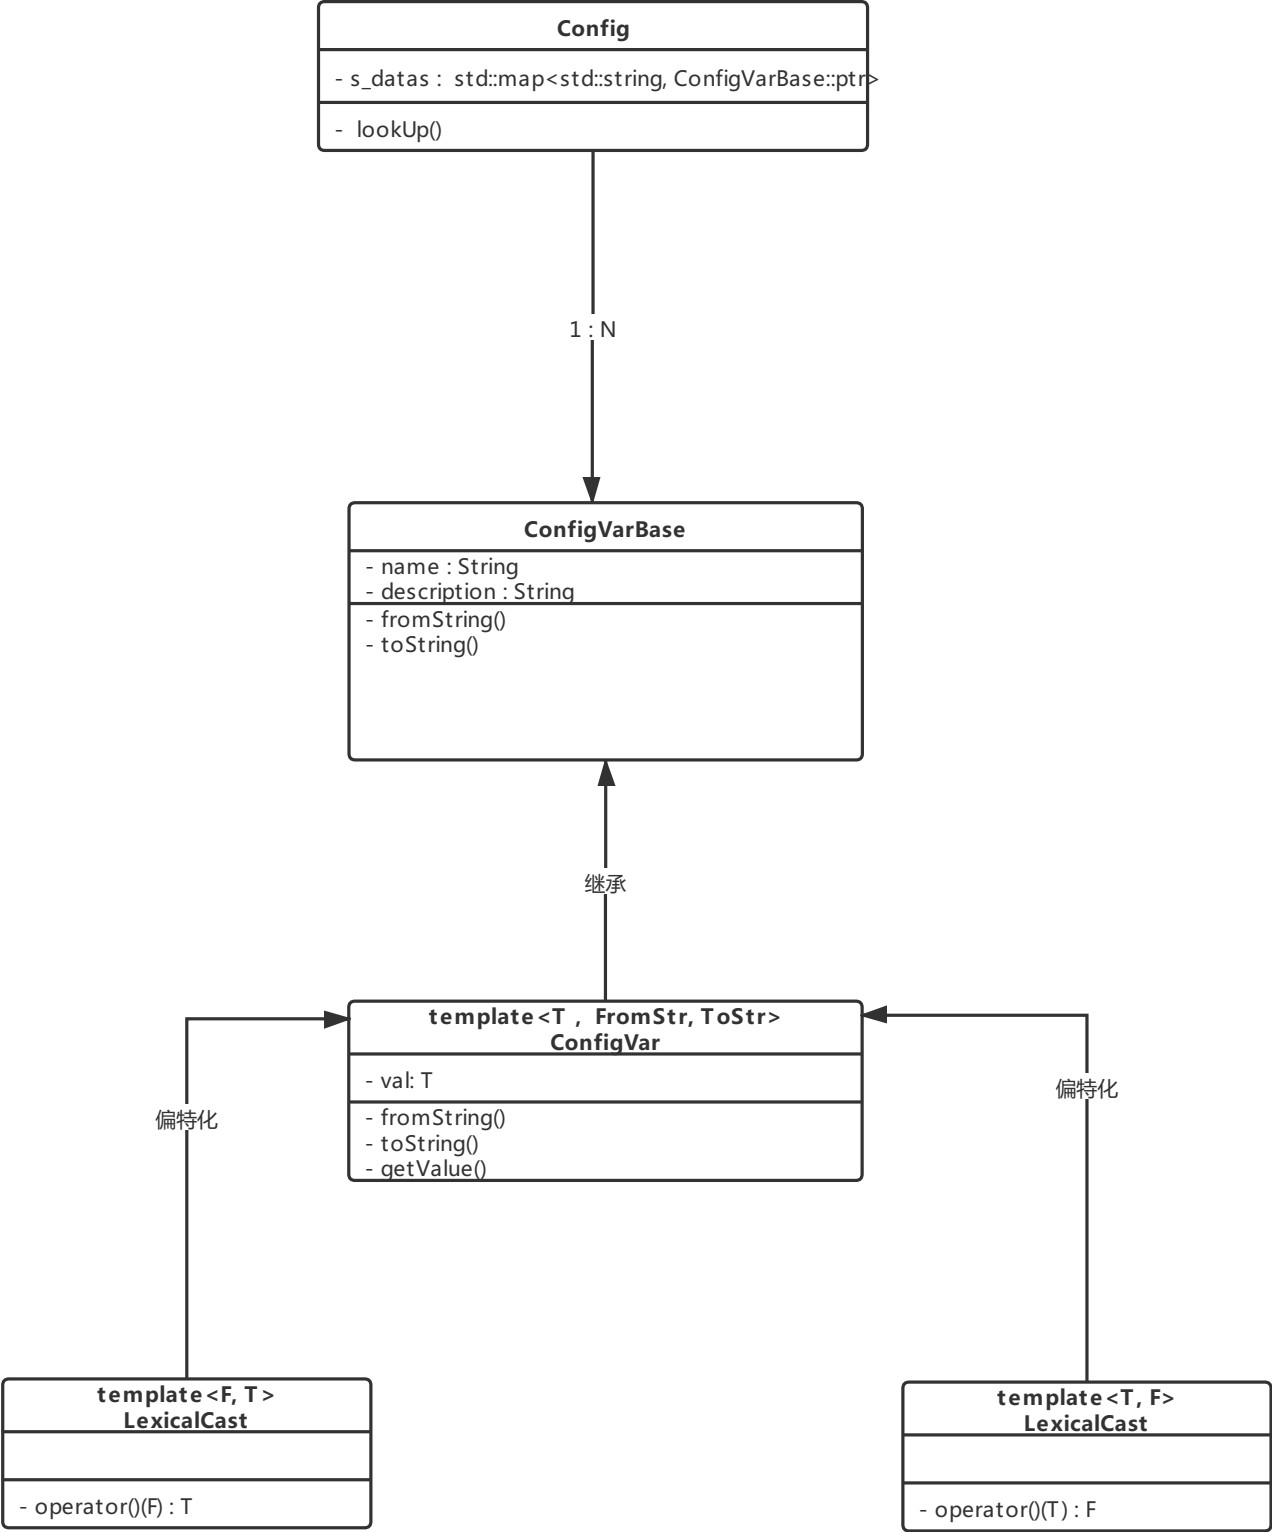 Config
- s_datas : std::map<std::string, ConfigVarBase::ptr>
- lookUp()
1 : N
ConfigVarBase
- name : String
- description : String
- fromString()
- toString()
继承
template<T , FromStr, ToStr>
ConfigVar
- val: T
- fromString()
- toString()
- getValue()
偏特化
偏特化
template<F, T>
LexicalCast
- operator()(F) : T
template<T, F>
LexicalCast
- operator()(T) : F